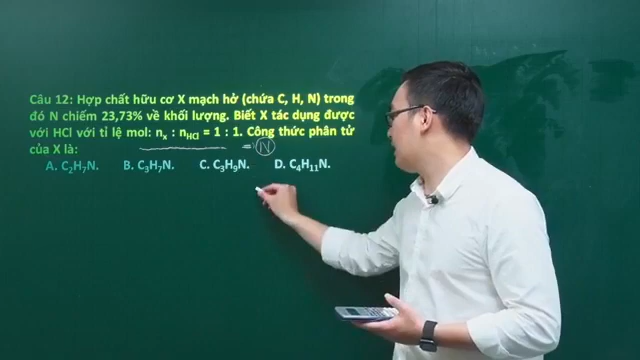 Câu 12: Hợp chất hữu cơ X mạch hở (chứa C, H, N) trong
đó N chiếm 23,73% về khối lượng. Biết X tác dụng được
với HCl với tỉ lệ mol: nₓ : n_HCl = 1 : 1. Công thức phân tử
của X là: = N
A. C₂H₇N. B. C₃H₇N. C. C₃H₉N. D. C₄H₁₁N.